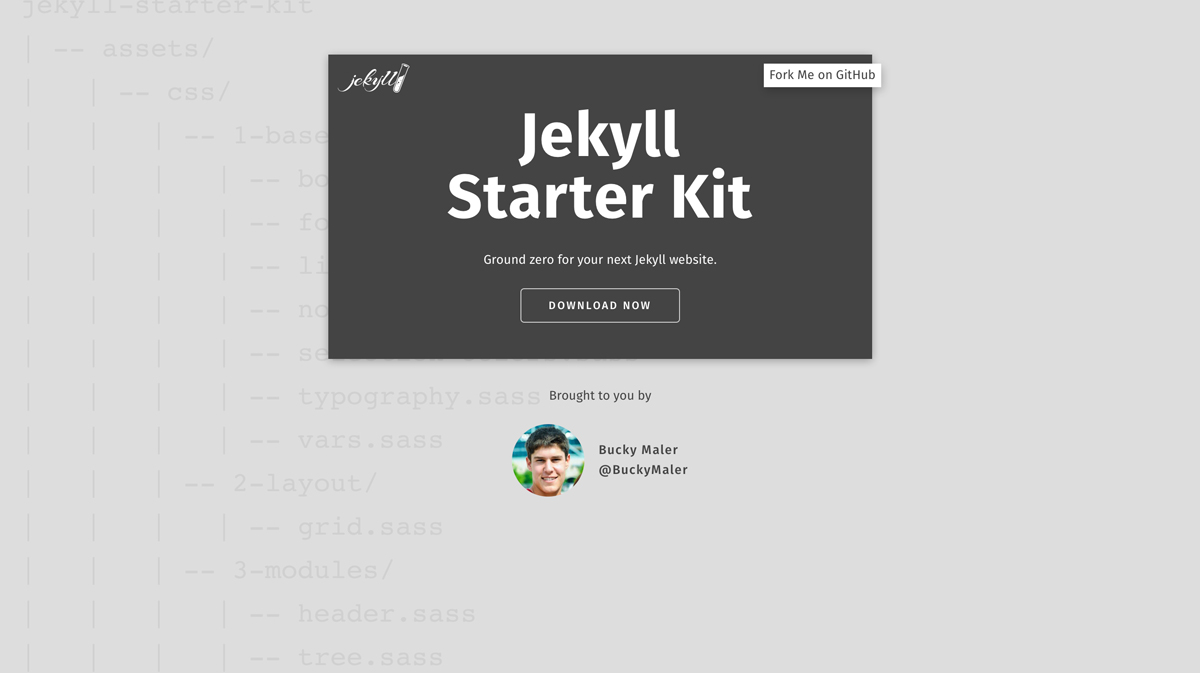 jekyll-starter-kit
| -- assets/
| | -- css/
| | | -- 1-base
| | | | -- bo
| | | | -- fo
| | | | -- li
| | | | -- no
| | | | -- se
| | | | -- typography.sass
| | | | -- vars.sass
| | | -- 2-layout/
| | | | -- grid.sass
| | | -- 3-modules/
| | | | -- header.sass
| | | | -- tree.sass
jekyll
Fork Me on GitHub
Jekyll
Starter Kit
Ground zero for your next Jekyll website.
DOWNLOAD NOW
Brought to you by
Bucky Maler
@BuckyMaler